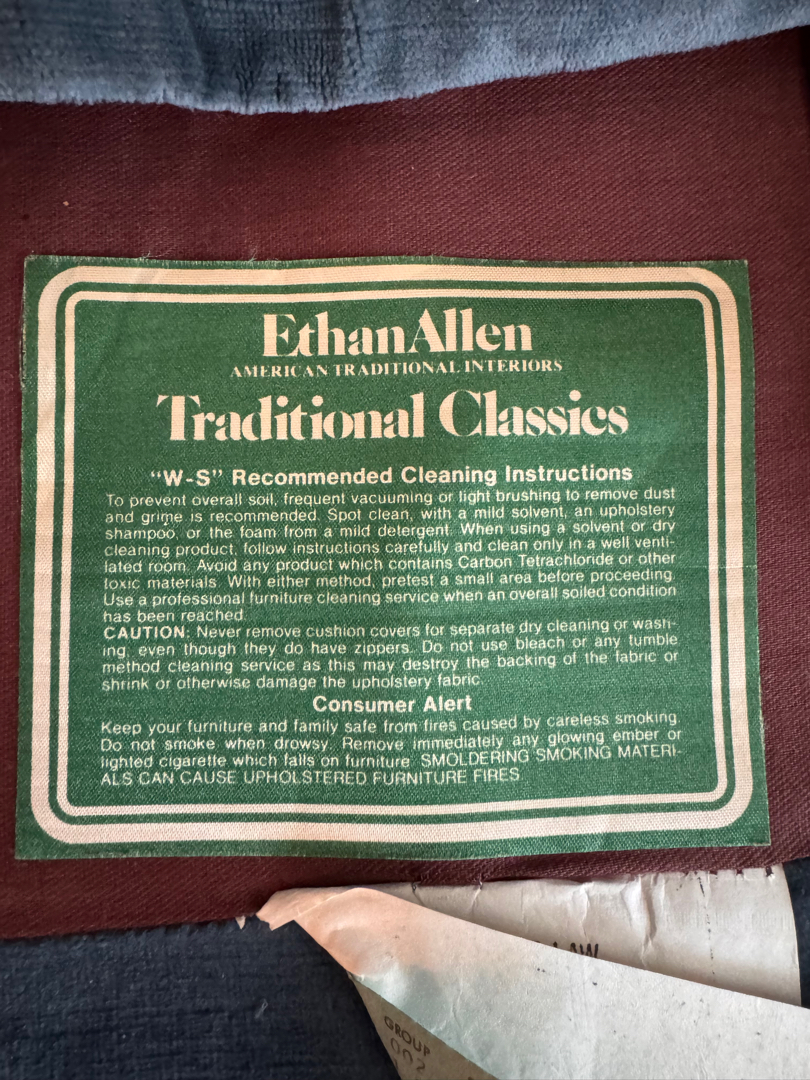 EthanAllen
AMERICAN TRADITIONAL INTERIORS
Traditional Classics
"W-S" Recommended Cleaning Instructions
To prevent overall soil, frequent vacuuming or light brushing to remove dust
and grime is recommended. Spot clean, with a mild solvent, an upholstery
shampoo, or the foam from a mild detergent. When using a solvent or dry
cleaning product, follow instructions carefully and clean only in a well venti-
lated room. Avoid any product which contains Carbon Tetrachloride or other
toxic materials. With either method, pretest a small area before proceeding.
Use a professional furniture cleaning service when an overall soiled condition
has been reached.
CAUTION: Never remove cushion covers for separate dry cleaning or wash-
ing, even though they do have zippers. Do not use bleach or any tumble
method cleaning service as this may destroy the backing of the fabric or
shrink or otherwise damage the upholstery fabric.
Consumer Alert
Keep your furniture and family safe from fires caused by careless smoking.
Do not smoke when drowsy. Remove immediately any glowing ember or
lighted cigarette which falls on furniture. SMOLDERING SMOKING MATERI-
ALS CAN CAUSE UPHOLSTERED FURNITURE FIRES
LAW
GROUP
002